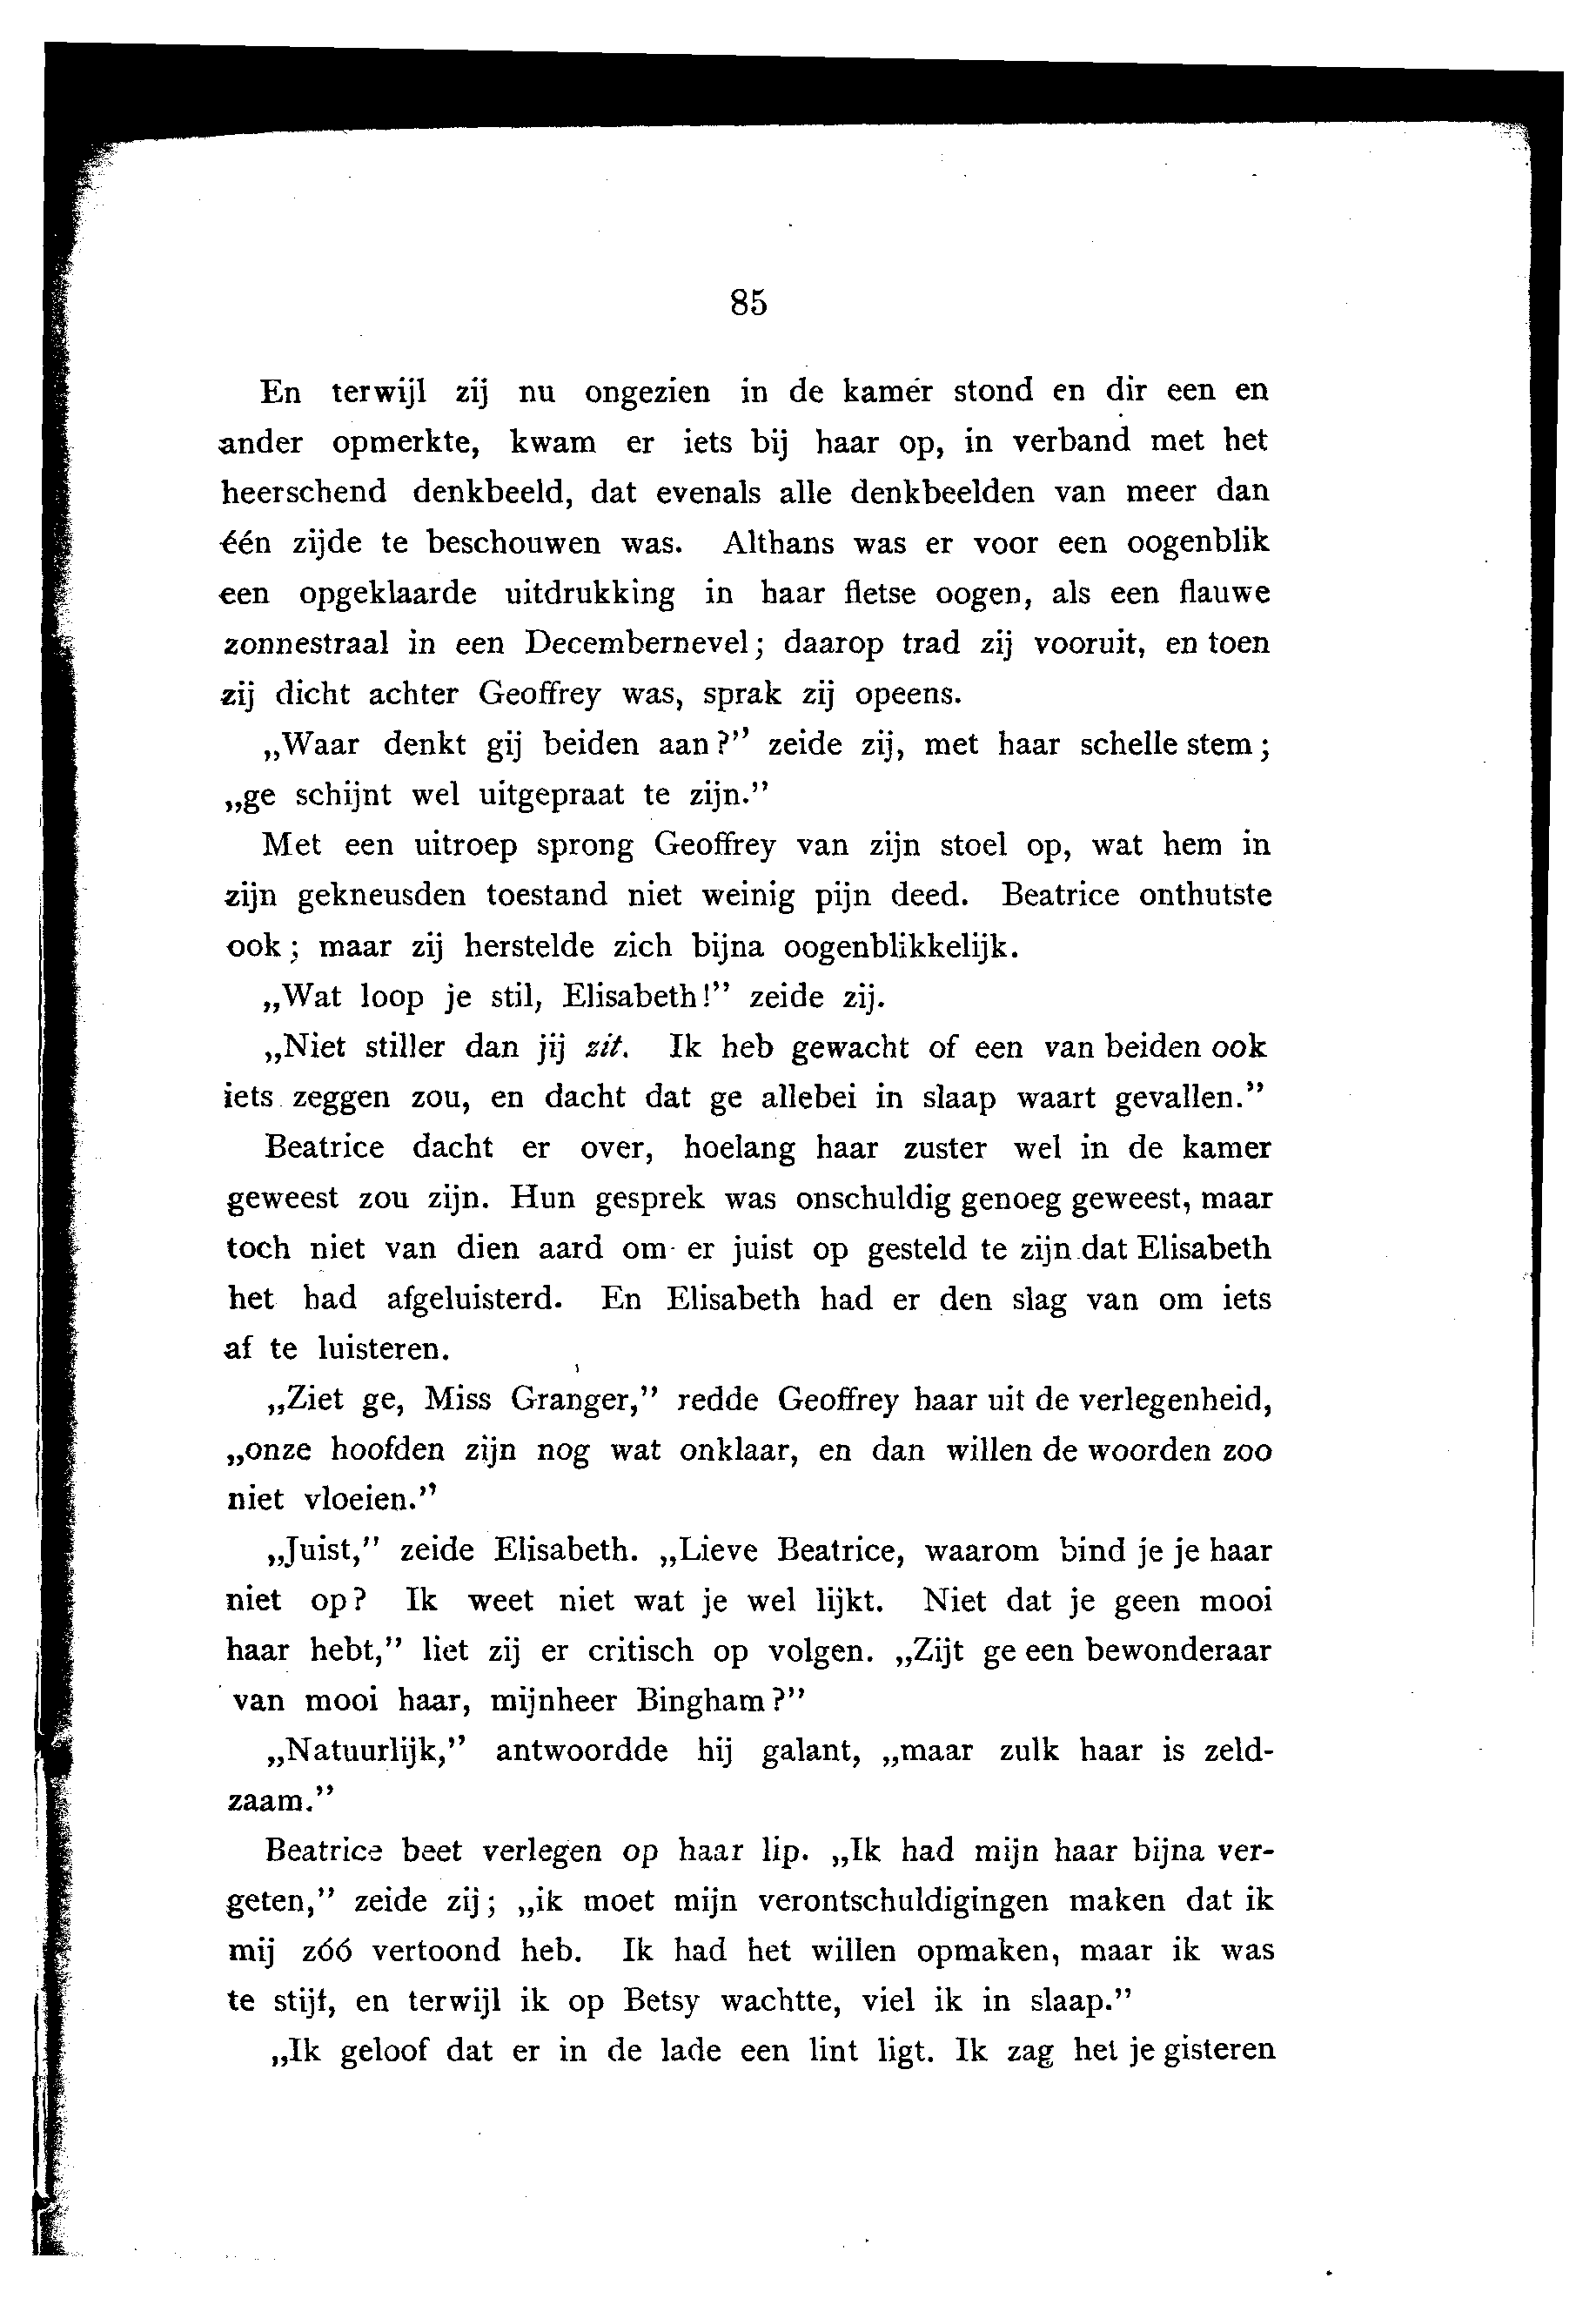 85
En terwijl zij nu ongezien in de kamer stond en dir een en
ander opmerkte, kwam er iets bij haar op, in verband met het
heerschend denkbeeld, dat evenals alle denkbeelden van meer dan
één zijde te beschouwen was. Althans was er voor een oogenblik
een opgeklaarde uitdrukking in haar fletse oogen, als een flauwe
zonnestraal in een Decembernevel; daarop trad zij vooruit, en toen
zij dicht achter Geoffrey was, sprak zij opeens.
„Waar denkt gij beiden aan?” zeide zij, met haar schelle stem;
„ge schijnt wel uitgepraat te zijn.”
Met een uitroep sprong Geoffrey van zijn stoel op, wat hem in
zijn gekneusden toestand niet weinig pijn deed. Beatrice onthutste
ook; maar zij herstelde zich bijna oogenblikkelijk.
„Wat loop je stil, Elisabeth!” zeide zij.
„Niet stiller dan jij zit. Ik heb gewacht of een van beiden ook
iets zeggen zou, en dacht dat ge allebei in slaap waart gevallen.”
Beatrice dacht er over, hoelang haar zuster wel in de kamer
geweest zou zijn. Hun gesprek was onschuldig genoeg geweest, maar
toch niet van dien aard om er juist op gesteld te zijn dat Elisabeth
het had afgeluisterd. En Elisabeth had er den slag van om iets
af te luisteren.
„Ziet ge, Miss Granger,” redde Geoffrey haar uit de verlegenheid,
„onze hoofden zijn nog wat onklaar, en dan willen de woorden zoo
niet vloeien.”
„Juist,” zeide Elisabeth. „Lieve Beatrice, waarom bind je je haar
niet op? Ik weet niet wat je wel lijkt. Niet dat je geen mooi
haar hebt,” liet zij er critisch op volgen. „Zijt ge een bewonderaar
van mooi haar, mijnheer Bingham?”
„Natuurlijk,” antwoordde hij galant, „maar zulk haar is zeld-
zaam.”
Beatrice beet verlegen op haar lip. „Ik had mijn haar bijna ver-
geten,” zeide zij; „ik moet mijn verontschuldigingen maken dat ik
mij zóó vertoond heb. Ik had het willen opmaken, maar ik was
te stijf, en terwijl ik op Betsy wachtte, viel ik in slaap.”
„Ik geloof dat er in de lade een lint ligt. Ik zag het je gisteren